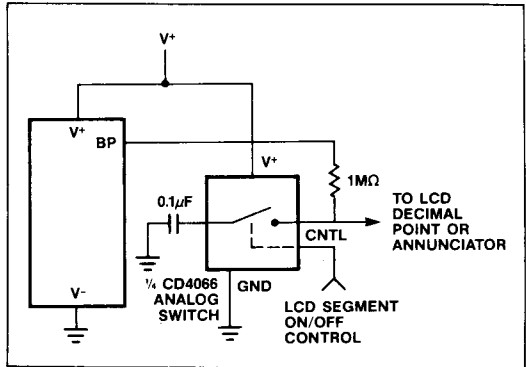 V+
V+
BP
V+
1MΩ
0.1μF
TO LCD
DECIMAL
POINT OR
ANNUNCIATOR
CNTL
V-
¼ CD4066
ANALOG
SWITCH
GND
LCD SEGMENT
ON/OFF
CONTROL